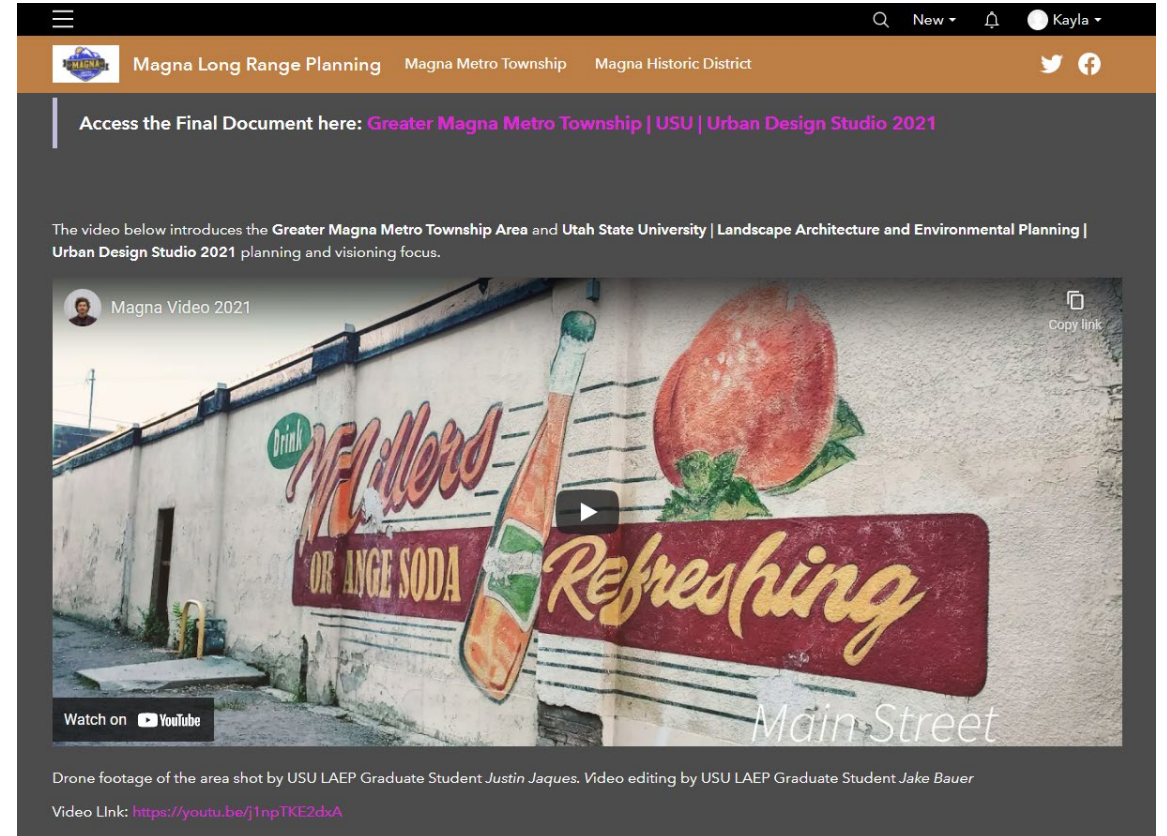 New
Kayla
MAGNA
Magna Long Range Planning
Magna Metro Township
Magna Historic District
Access the Final Document here: Greater Magna Metro Township | USU | Urban Design Studio 2021
The video below introduces the Greater Magna Metro Township Area and Utah State University | Landscape Architecture and Environmental Planning |
Urban Design Studio 2021 planning and visioning focus.
Magna Video 2021
Copy link
Drink
Millers
OR ANGE SODA
Refreshing
Watch on YouTube
Main Street
Drone footage of the area shot by USU LAEP Graduate Student Justin Jaques. Video editing by USU LAEP Graduate Student Jake Bauer
Video LInk: https://youtu.be/j1npTKE2dxA